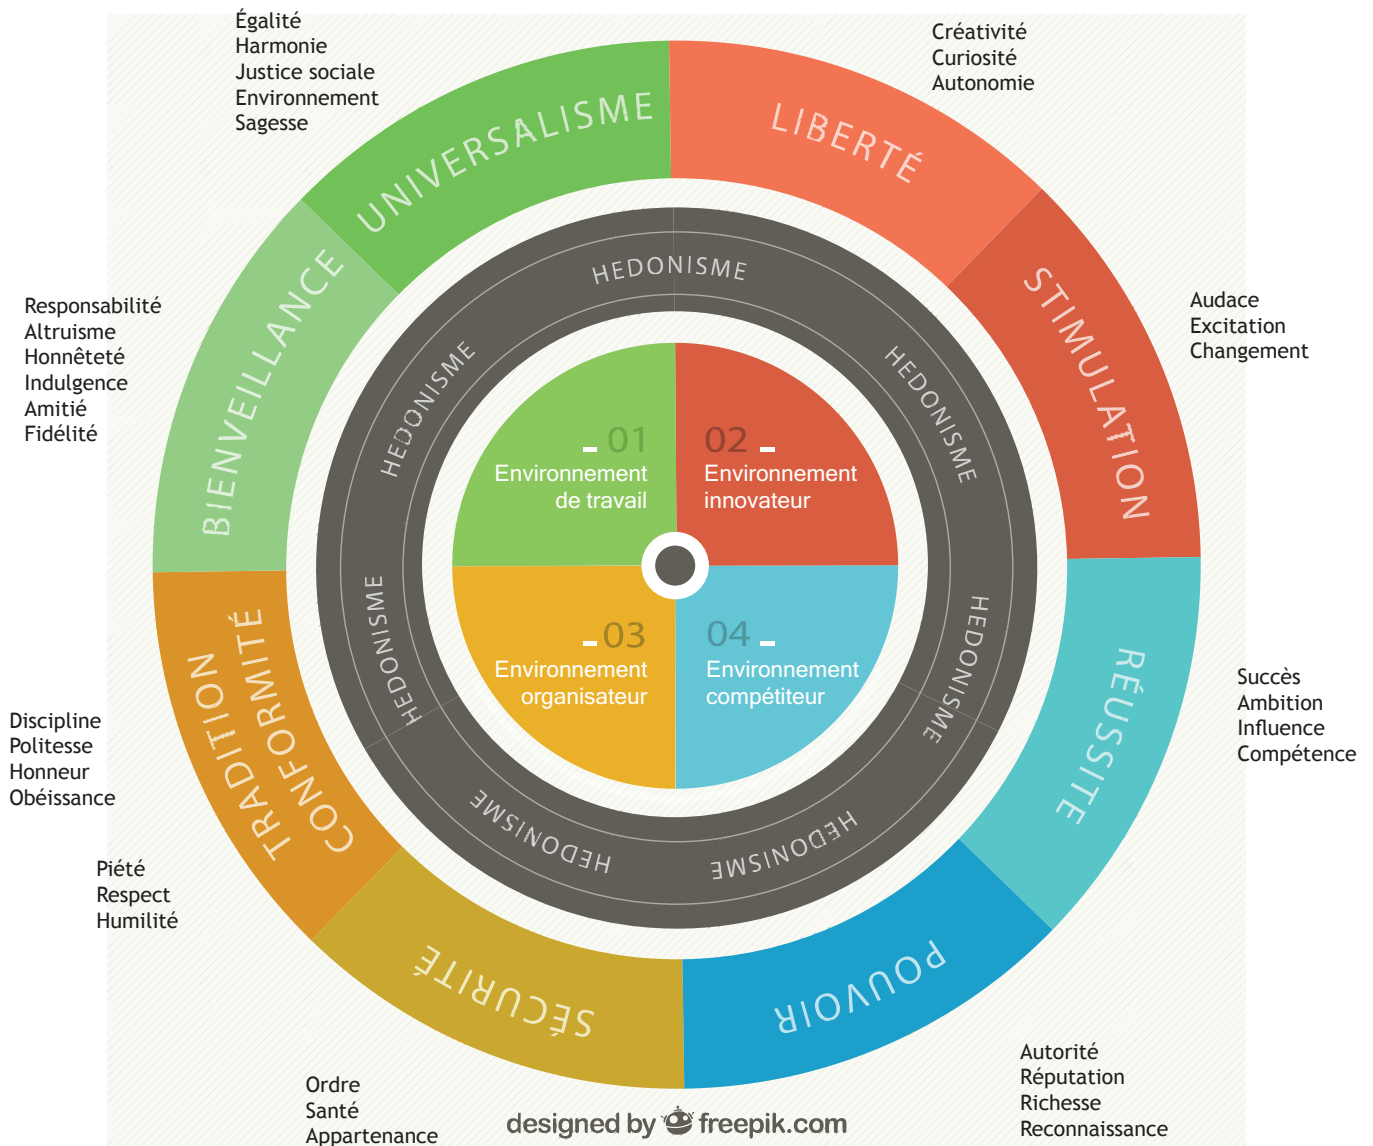 Égalité
Harmonie
Justice sociale
Environnement
Sagesse
Créativité
Curiosité
Autonomie
UNIVERSALISME
LIBERTÉ
BIENVEILLANCE
STIMULATION
Responsabilité
Altruisme
Honnêteté
Indulgence
Amitié
Fidélité
Audace
Excitation
Changement
HEDONISME
HEDONISME
HEDONISME
01
Environnement
de travail
02
Environnement
innovateur
HEDONISME
HEDONISME
03
Environnement
organisateur
04
Environnement
compétiteur
TRADITION
CONFORMITÉ
RÉUSSITE
Discipline
Politesse
Honneur
Obéissance
Succès
Ambition
Influence
Compétence
HEDONISME
HEDONISME
Piété
Respect
Humilité
SÉCURITÉ
POUVOIR
Ordre
Santé
Appartenance
Autorité
Réputation
Richesse
Reconnaissance
designed by freepik.com